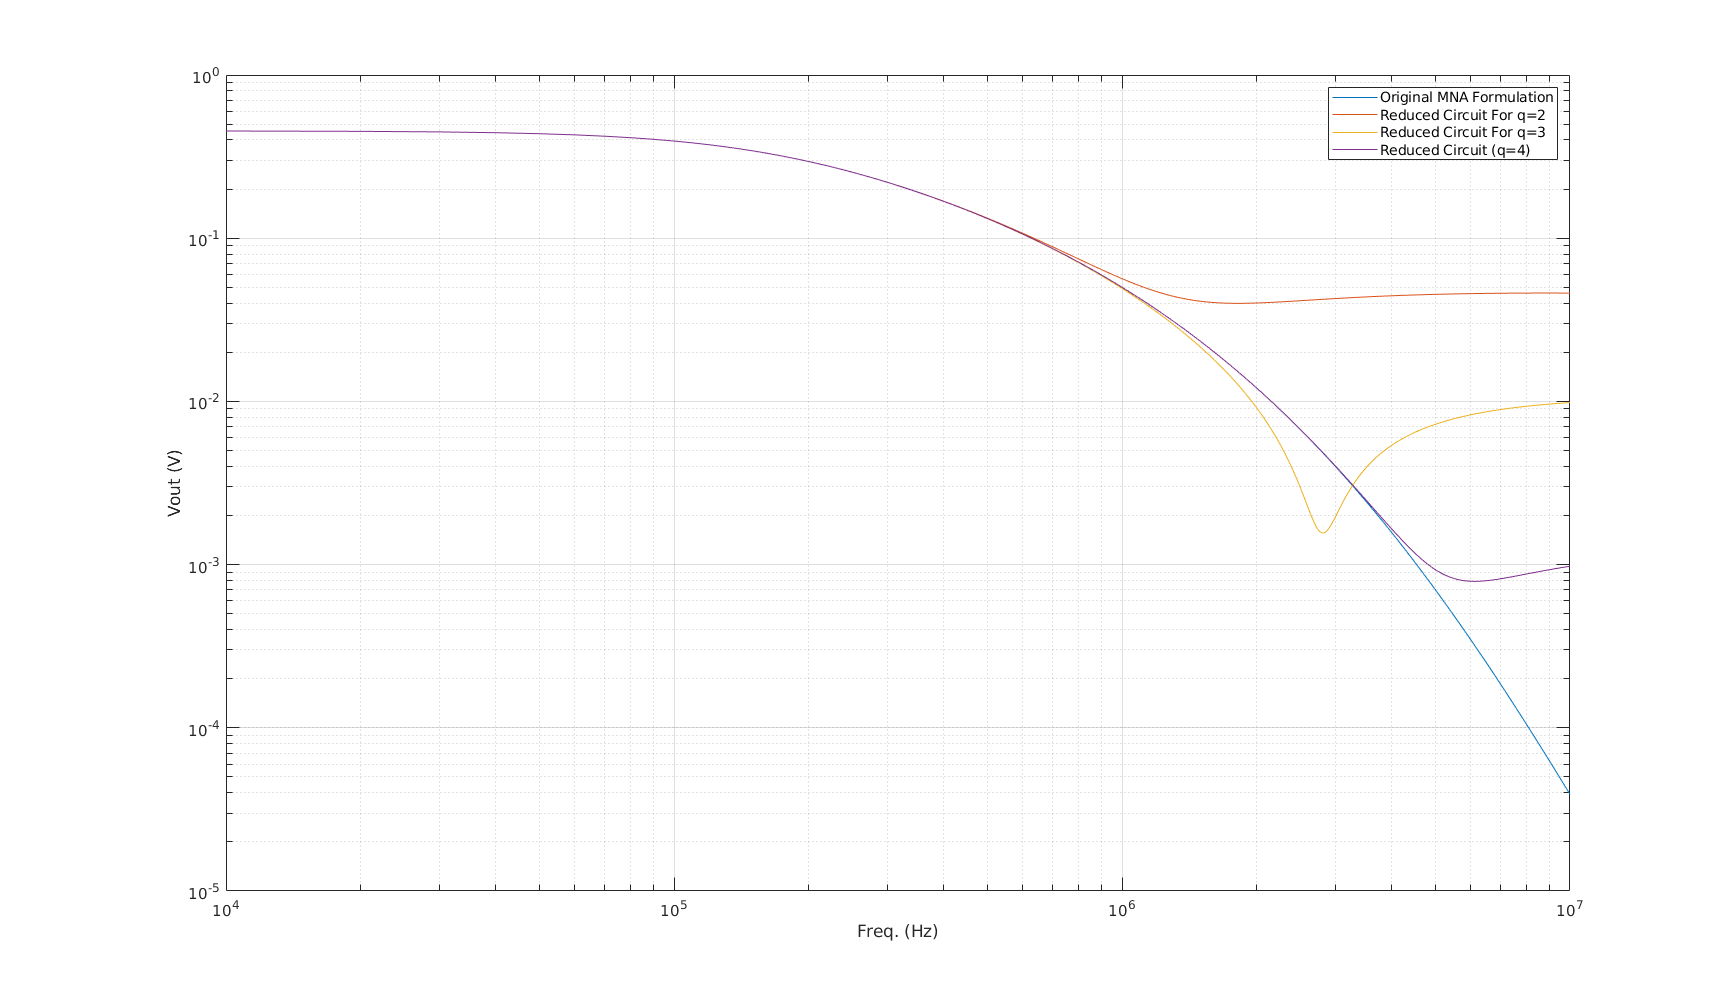 10^0
10^-1
10^-2
10^-3
10^-4
10^-5
Vout (V)
10^4
10^5
10^6
10^7
Freq. (Hz)
Original MNA Formulation
Reduced Circuit For q=2
Reduced Circuit For q=3
Reduced Circuit (q=4)